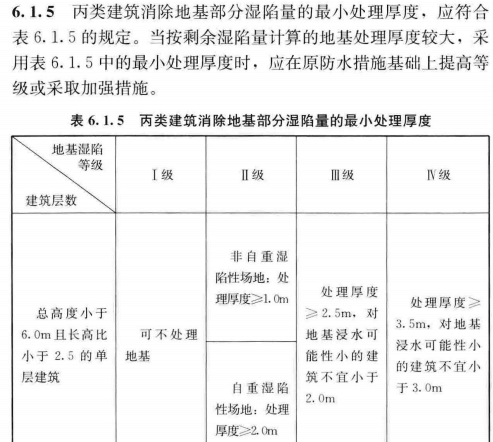 6.1.5 丙类建筑消除地基部分湿陷量的最小处理厚度，应符合
表 6.1.5 的规定。当按剩余湿陷量计算的地基处理厚度较大，采
用表 6.1.5 中的最小处理厚度时，应在原防水措施基础上提高等
级或采取加强措施。
表 6.1.5 丙类建筑消除地基部分湿陷量的最小处理厚度
地基湿陷
等级
建筑层数
Ⅰ级
Ⅱ级
Ⅲ级
Ⅳ级
总高度小于
6.0m 且长高比
小于 2.5 的单
层建筑
可不处理
地基
非自重湿
陷性场地：处
理厚度≥1.0m
自重湿陷
性场地：处理
厚度≥2.0m
处理厚度
≥2.5m，对
地基浸水可
能性小的建
筑不宜小于
2.0m
处理厚度≥
3.5m，对地基
浸水可能性小
的建筑不宜小
于 3.0m